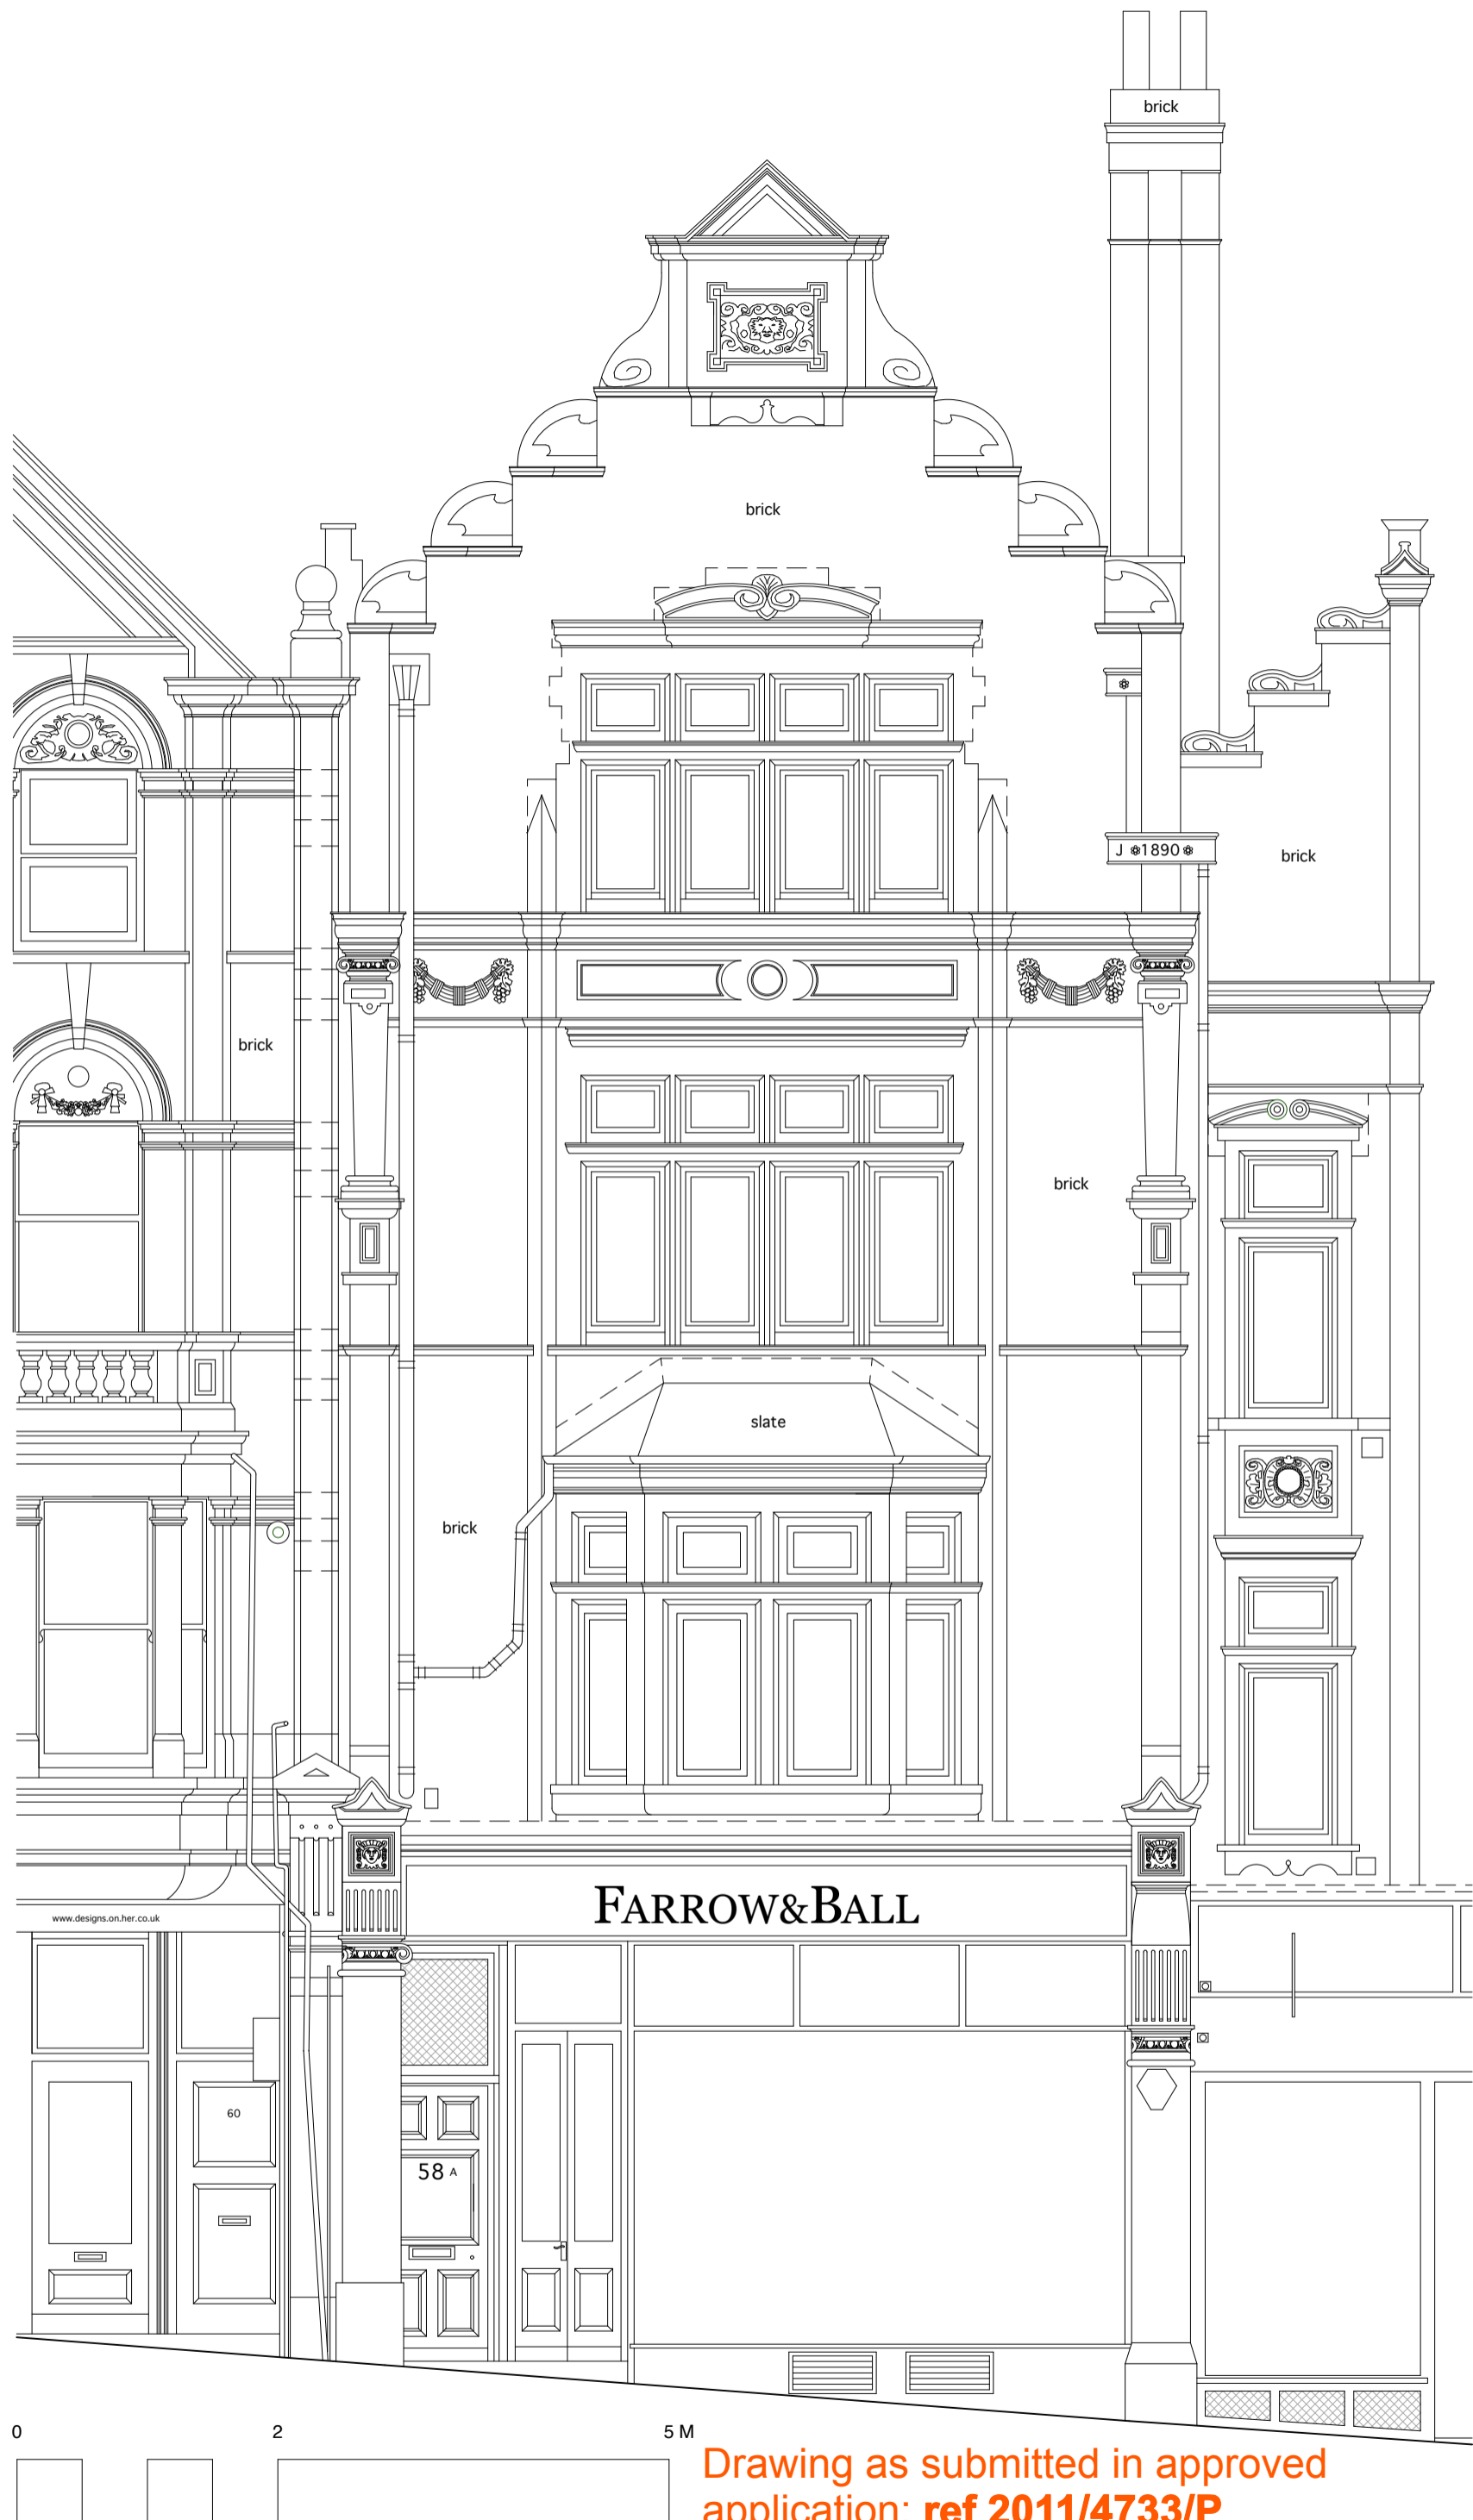 brick
brick
J ❀1890❀
brick
brick
brick
slate
brick
FARROW&BALL
www.designs.on.her.co.uk
60
58 A
0 2 5 M
Drawing as submitted in approved
application: ref 2011/4733/P